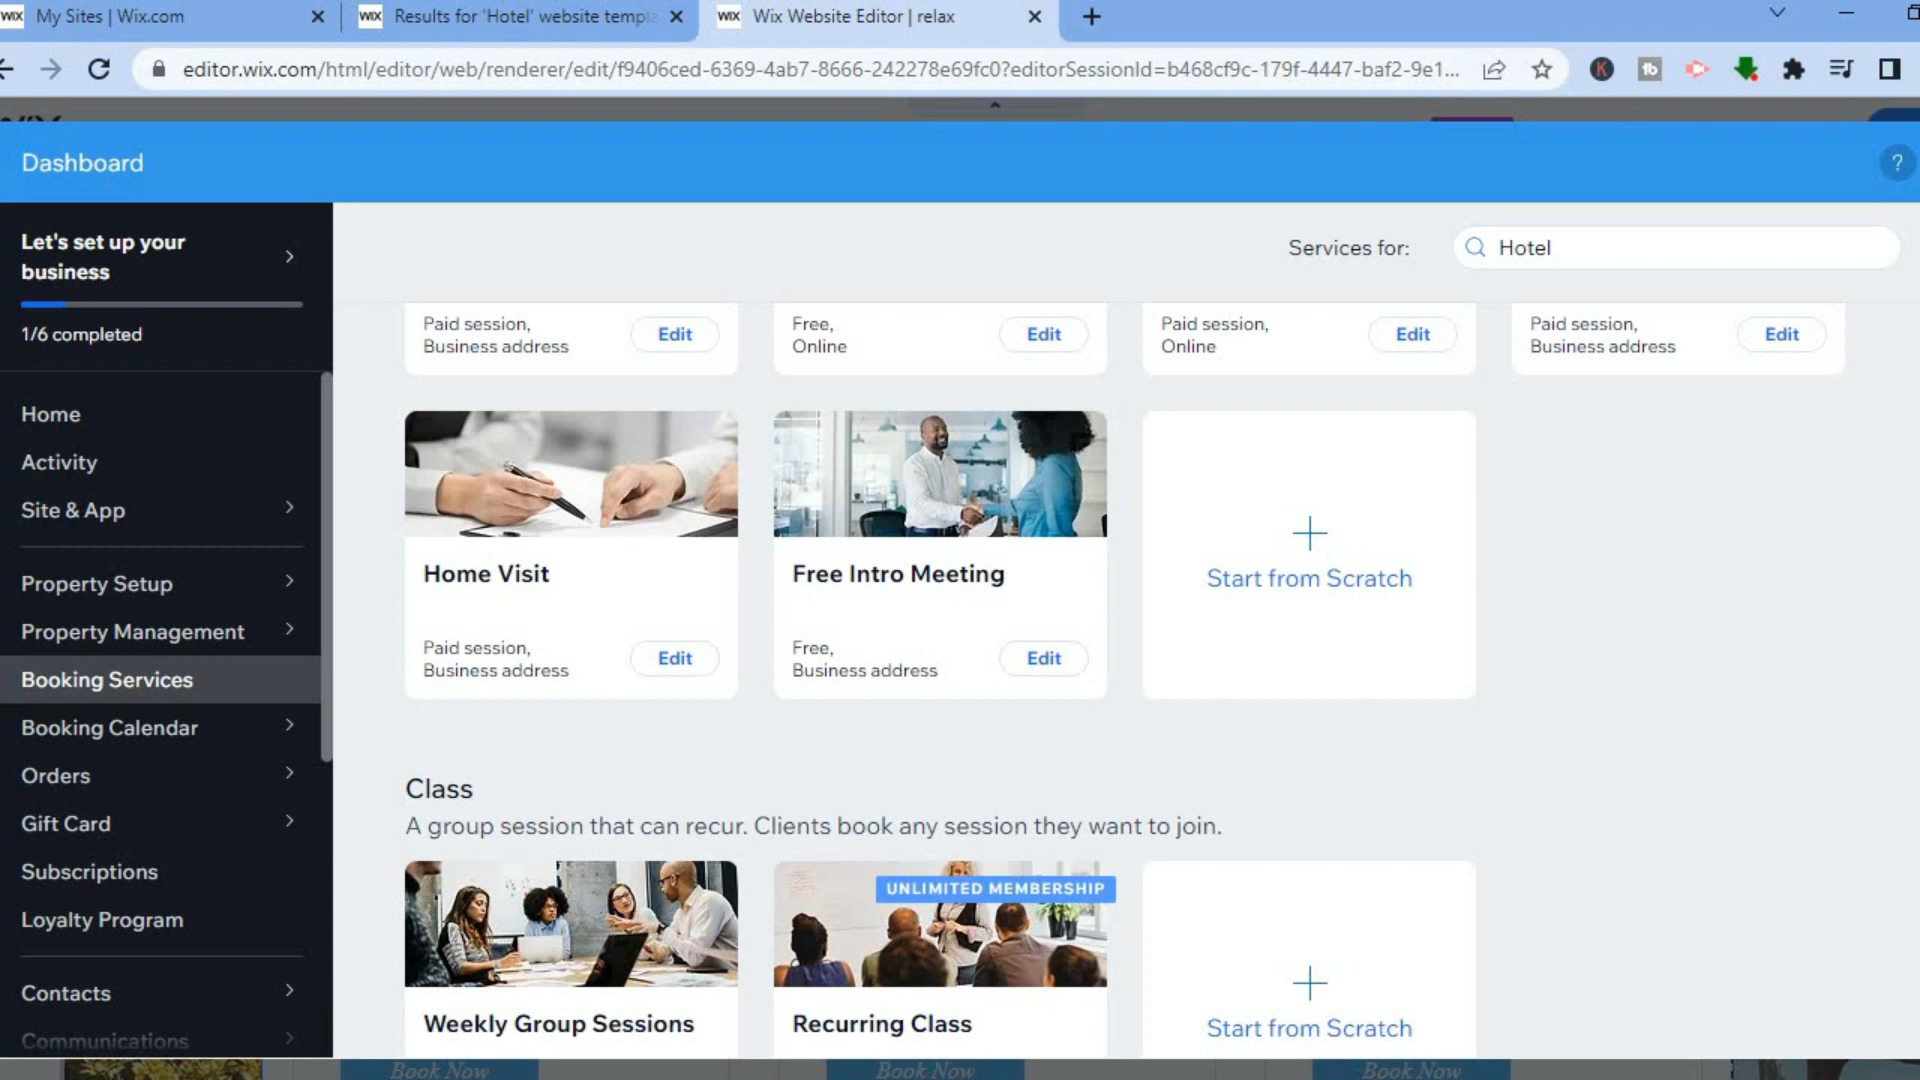 WIX My Sites | Wix.com
WIX Results for 'Hotel' website templa
WIX Wix Website Editor | relax
editor.wix.com/html/editor/web/renderer/edit/f9406ced-6369-4ab7-8666-242278e69fc0?editorSessionId=b468cf9c-179f-4447-baf2-9e1...
K
tb
Dashboard
?
Let's set up your
business
1/6 completed
Home
Activity
Site & App
Property Setup
Property Management
Booking Services
Booking Calendar
Orders
Gift Card
Subscriptions
Loyalty Program
Contacts
Communications
Services for:
Hotel
Paid session,
Business address
Edit
Free,
Online
Edit
Paid session,
Online
Edit
Paid session,
Business address
Edit
Home Visit
Paid session,
Business address
Edit
Free Intro Meeting
Free,
Business address
Edit
Start from Scratch
Class
A group session that can recur. Clients book any session they want to join.
Weekly Group Sessions
UNLIMITED MEMBERSHIP
Recurring Class
Start from Scratch
Book Now
Book Now
Book Now